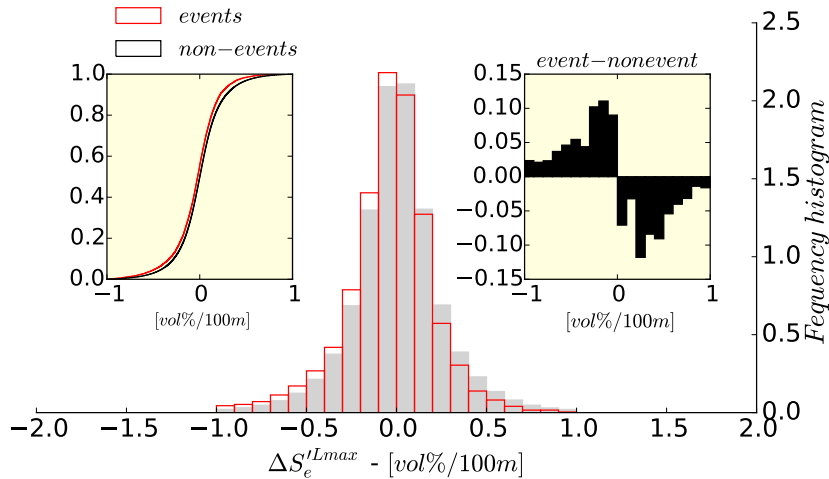 events
non−events
event−nonevent
1.0
0.8
0.6
0.4
0.2
0.0
−1 0 1
[vol%/100m]
0.15
0.10
0.05
0.00
−0.05
−0.10
−0.15
−1 0 1
[vol%/100m]
2.5
2.0
1.5
1.0
0.5
0.0
Fequency histogram
−2.0 −1.5 −1.0 −0.5 0.0 0.5 1.0 1.5 2.0
ΔS_e^{′Lmax} - [vol%/100m]